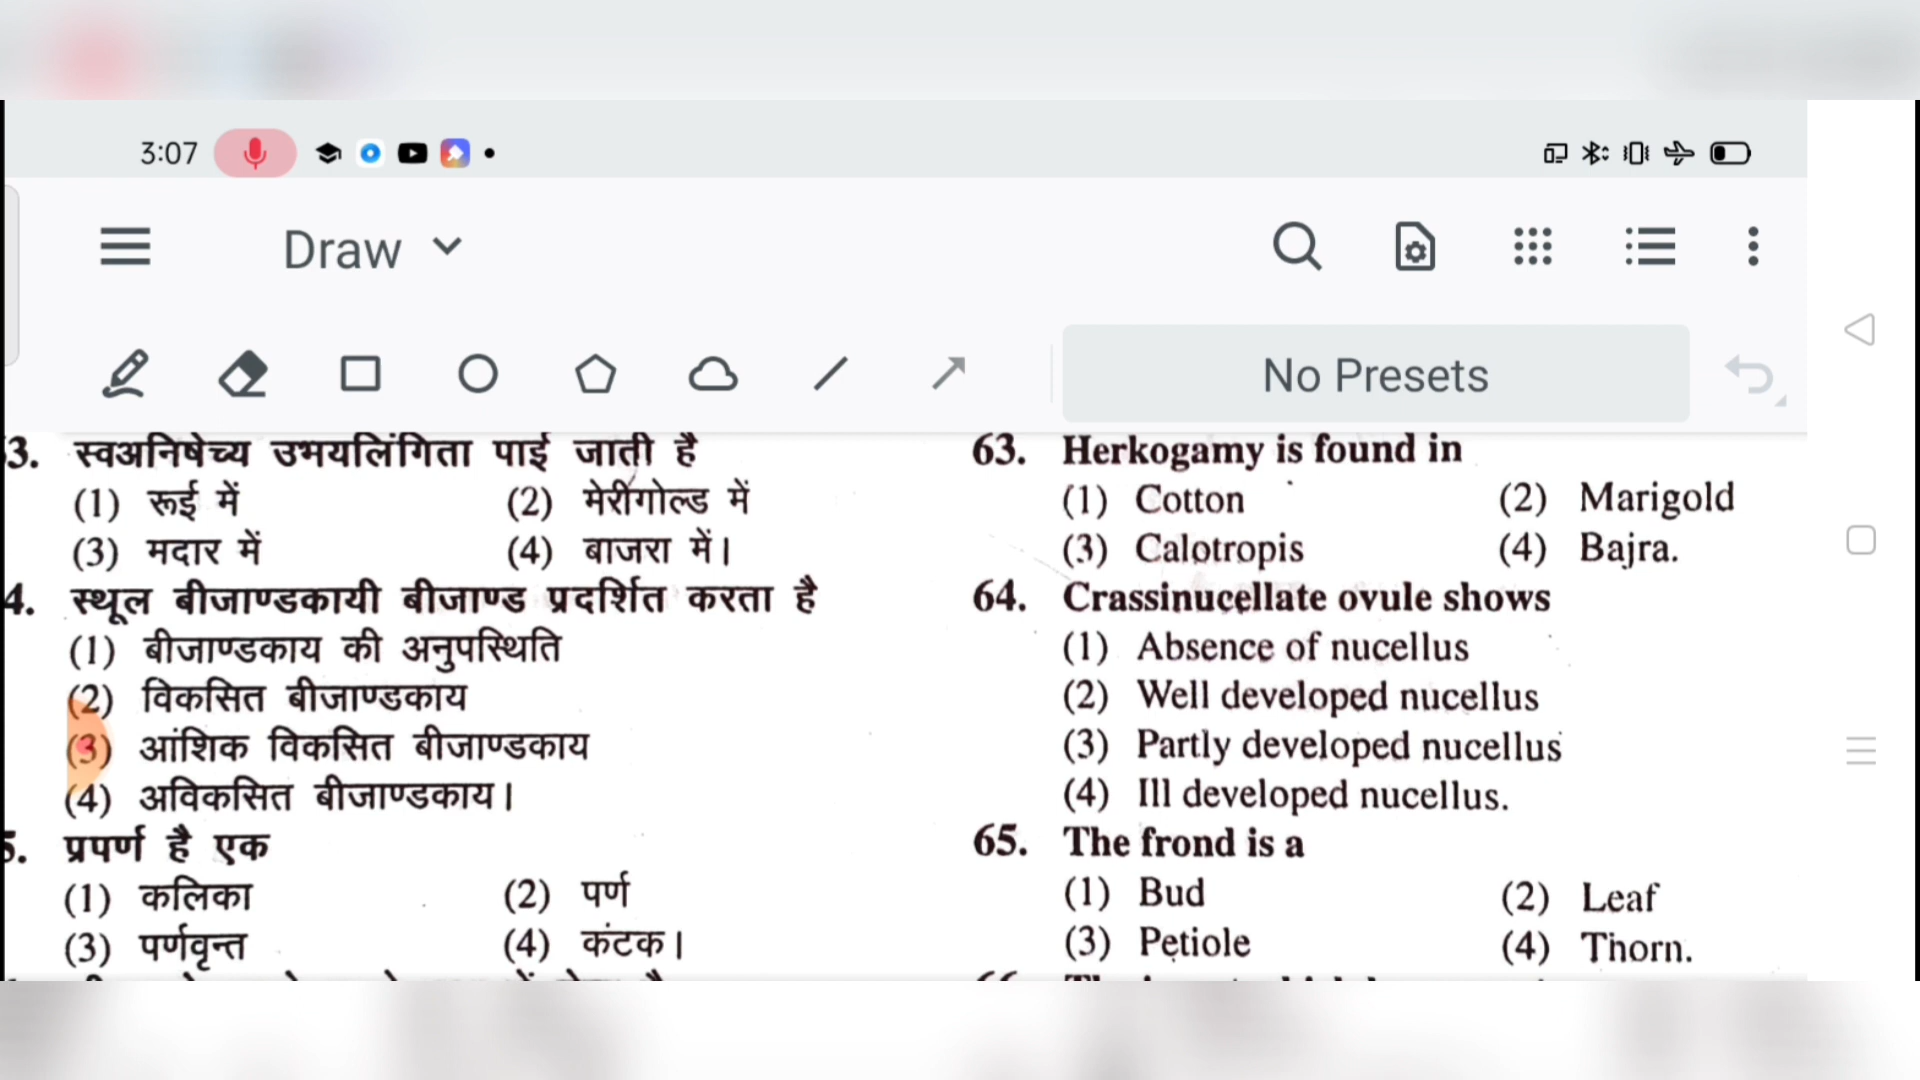 3:07
Draw
No Presets
3. स्वअनिषेच्य उभयलिंगिता पाई जाती है
(1) रूई में (2) मेरीगोल्ड में
(3) मदार में (4) बाजरा में।
4. स्थूल बीजाण्डकायी बीजाण्ड प्रदर्शित करता है
(1) बीजाण्डकाय की अनुपस्थिति
(2) विकसित बीजाण्डकाय
(3) आंशिक विकसित बीजाण्डकाय
(4) अविकसित बीजाण्डकाय।
5. प्रपर्ण है एक
(1) कलिका (2) पर्ण
(3) पर्णवृन्त (4) कंटक।
63. Herkogamy is found in
(1) Cotton (2) Marigold
(3) Calotropis (4) Bajra.
64. Crassinucellate ovule shows
(1) Absence of nucellus
(2) Well developed nucellus
(3) Partly developed nucellus
(4) Ill developed nucellus.
65. The frond is a
(1) Bud (2) Leaf
(3) Petiole (4) Thorn.